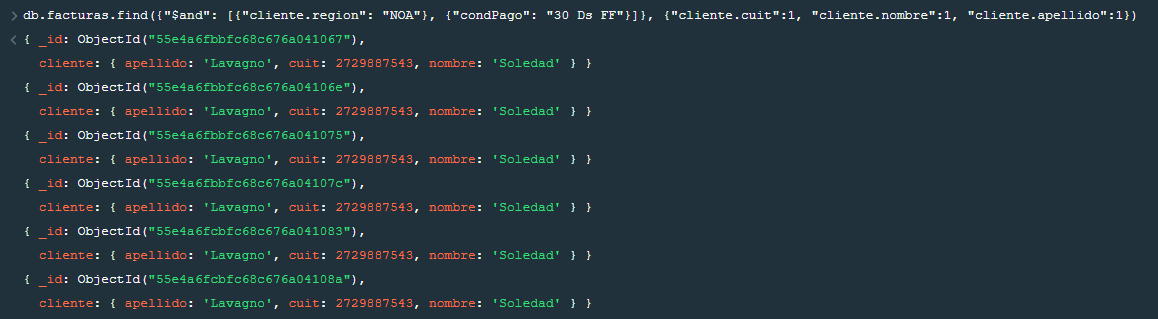 > db.facturas.find({"$and": [{"cliente.region": "NOA"}, {"condPago": "30 Ds FF"}]}, {"cliente.cuit":1, "cliente.nombre":1, "cliente.apellido":1})
< { _id: ObjectId("55e4a6fbbfc68c676a041067"),
cliente: { apellido: 'Lavagno', cuit: 2729887543, nombre: 'Soledad' } }
{ _id: ObjectId("55e4a6fbbfc68c676a04106e"),
cliente: { apellido: 'Lavagno', cuit: 2729887543, nombre: 'Soledad' } }
{ _id: ObjectId("55e4a6fbbfc68c676a041075"),
cliente: { apellido: 'Lavagno', cuit: 2729887543, nombre: 'Soledad' } }
{ _id: ObjectId("55e4a6fbbfc68c676a04107c"),
cliente: { apellido: 'Lavagno', cuit: 2729887543, nombre: 'Soledad' } }
{ _id: ObjectId("55e4a6fcbfc68c676a041083"),
cliente: { apellido: 'Lavagno', cuit: 2729887543, nombre: 'Soledad' } }
{ _id: ObjectId("55e4a6fcbfc68c676a04108a"),
cliente: { apellido: 'Lavagno', cuit: 2729887543, nombre: 'Soledad' } }